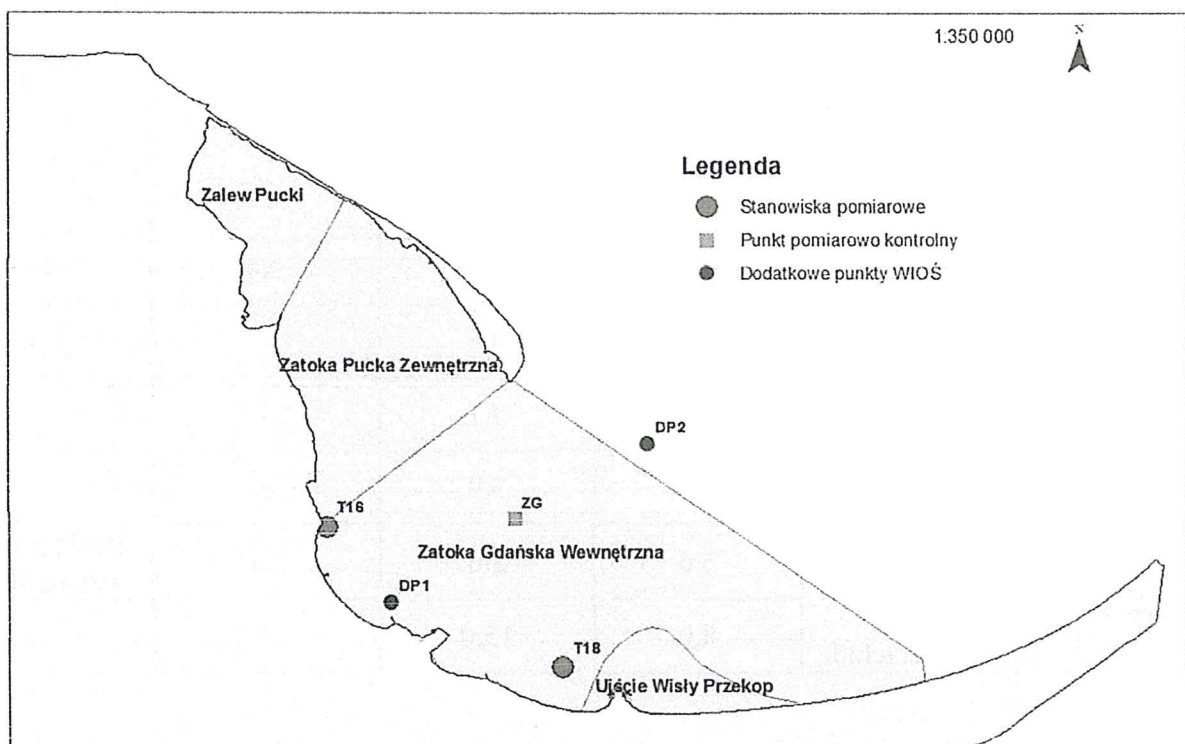 1:350 000
N
Legenda
Stanowiska pomiarowe
Punkt pomiarowo kontrolny
Dodatkowe punkty WIOŚ
Zalew Pucki
Zatoka Pucka Zewnętrzna
DP2
T16
ZG
Zatoka Gdańska Wewnętrzna
DP1
T18
Ujście Wisły Przekop